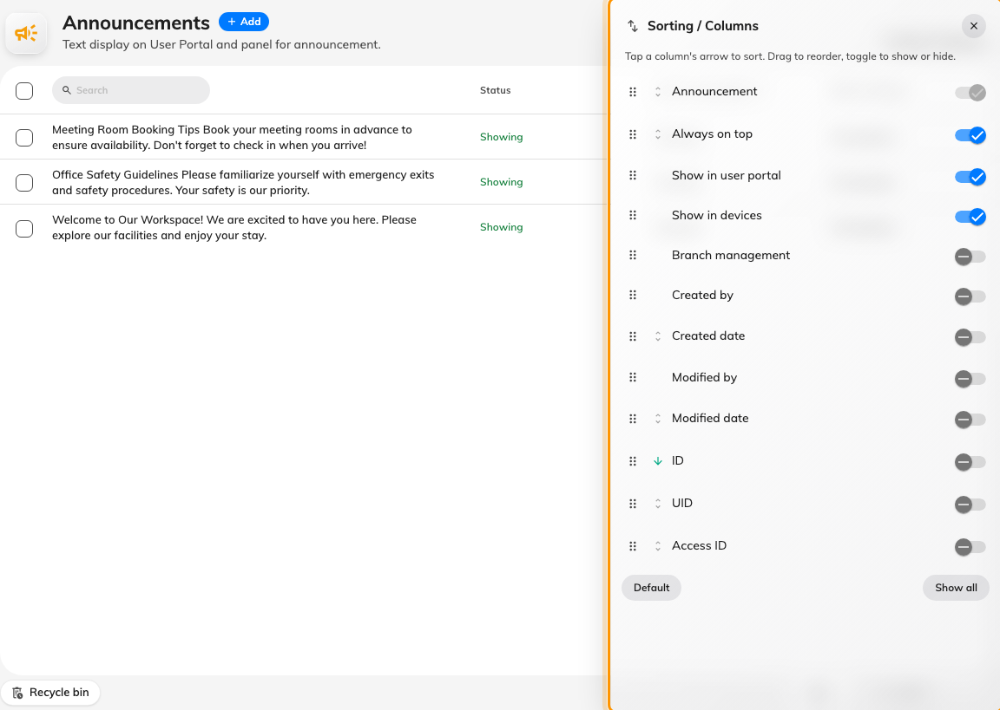 Announcements
+ Add
Text display on User Portal and panel for announcement.
Search
Status
Meeting Room Booking Tips Book your meeting rooms in advance to
ensure availability. Don't forget to check in when you arrive!
Showing
Office Safety Guidelines Please familiarize yourself with emergency exits
and safety procedures. Your safety is our priority.
Showing
Welcome to Our Workspace! We are excited to have you here. Please
explore our facilities and enjoy your stay.
Showing
Recycle bin
Sorting / Columns
Tap a column's arrow to sort. Drag to reorder, toggle to show or hide.
Announcement
Always on top
Show in user portal
Show in devices
Branch management
Created by
Created date
Modified by
Modified date
ID
UID
Access ID
Default
Show all